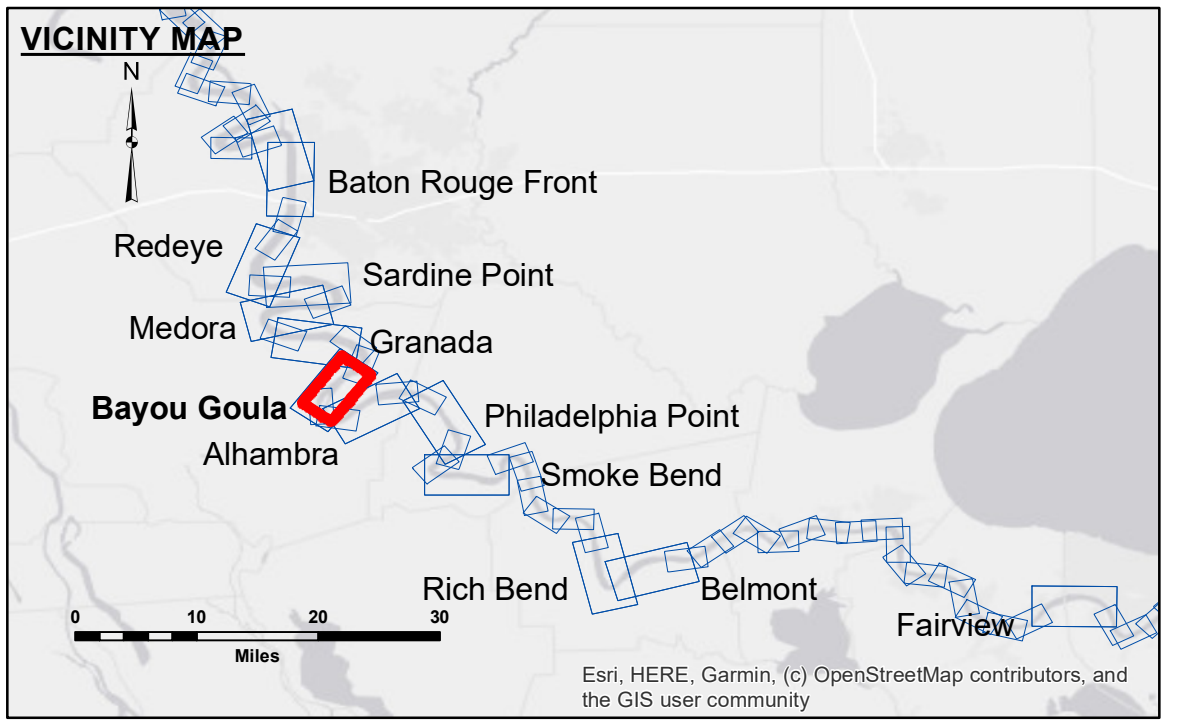 VICINITY MAP
N
Baton Rouge Front
Redeye
Sardine Point
Medora
Granada
Bayou Goula
Philadelphia Point
Alhambra
Smoke Bend
Rich Bend
Belmont
Fairview
0 10 20 30
Miles
Esri, HERE, Garmin, (c) OpenStreetMap contributors, and
the GIS user community